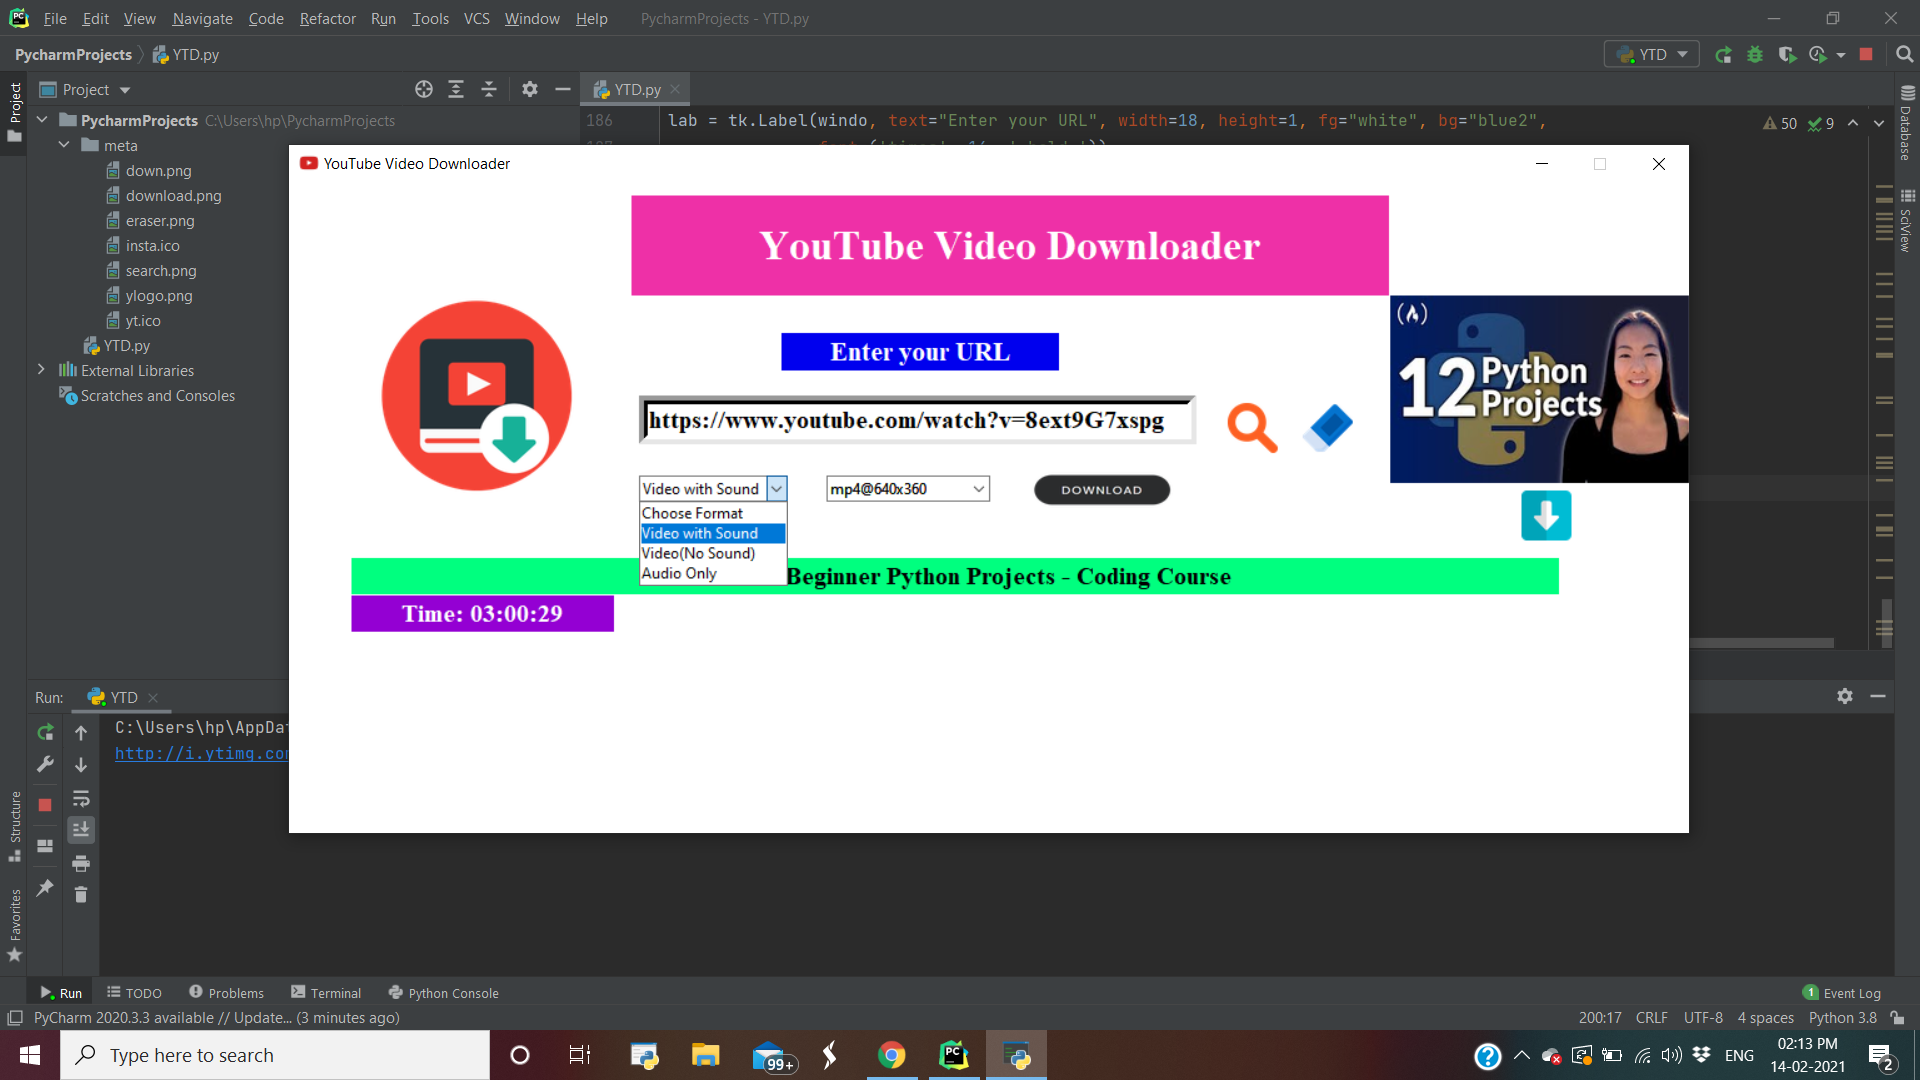 File Edit View Navigate Code Refactor Run Tools VCS Window Help PycharmProjects - YTD.py
PycharmProjects YTD.py
YTD
Project
YTD.py
PycharmProjects C:\Users\hp\PycharmProjects
meta
down.png
download.png
eraser.png
insta.ico
search.png
ylogo.png
yt.ico
YTD.py
External Libraries
Scratches and Consoles
Project
Structure
Favorites
186 lab = tk.Label(windo, text="Enter your URL", width=18, height=1, fg="white", bg="blue2",
50 9
Database
SciView
YouTube Video Downloader
YouTube Video Downloader
Enter your URL
https://www.youtube.com/watch?v=8ext9G7xspg
12 Python Projects
Video with Sound
mp4@640x360
DOWNLOAD
Choose Format
Video with Sound
Video(No Sound)
Audio Only
Beginner Python Projects - Coding Course
Time: 03:00:29
Run: YTD
C:\Users\hp\AppDa
http://i.ytimg.co
Run TODO Problems Terminal Python Console
1 Event Log
PyCharm 2020.3.3 available // Update... (3 minutes ago)
200:17 CRLF UTF-8 4 spaces Python 3.8
Type here to search
99+
PC
ENG
02:13 PM
14-02-2021
2